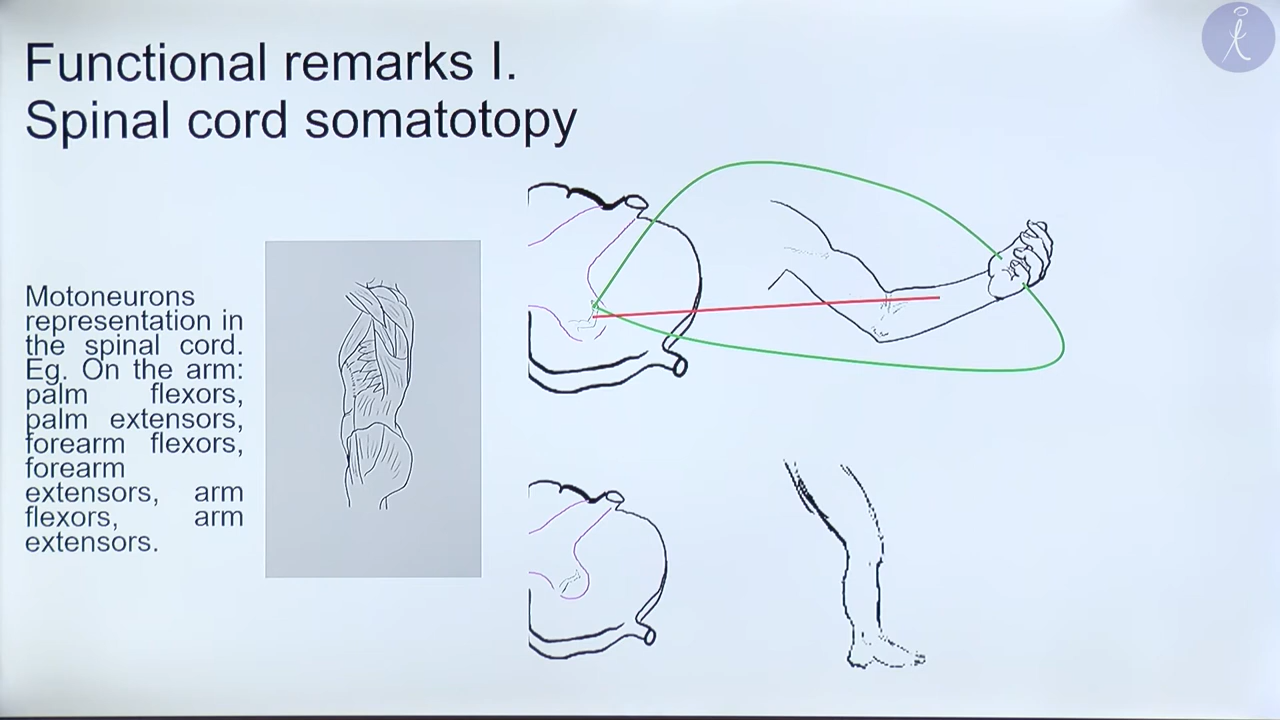 Functional remarks I.
Spinal cord somatotopy
Motoneurons
representation in
the spinal cord.
Eg. On the arm:
palm flexors,
palm extensors,
forearm flexors,
forearm
extensors, arm
flexors, arm
extensors.